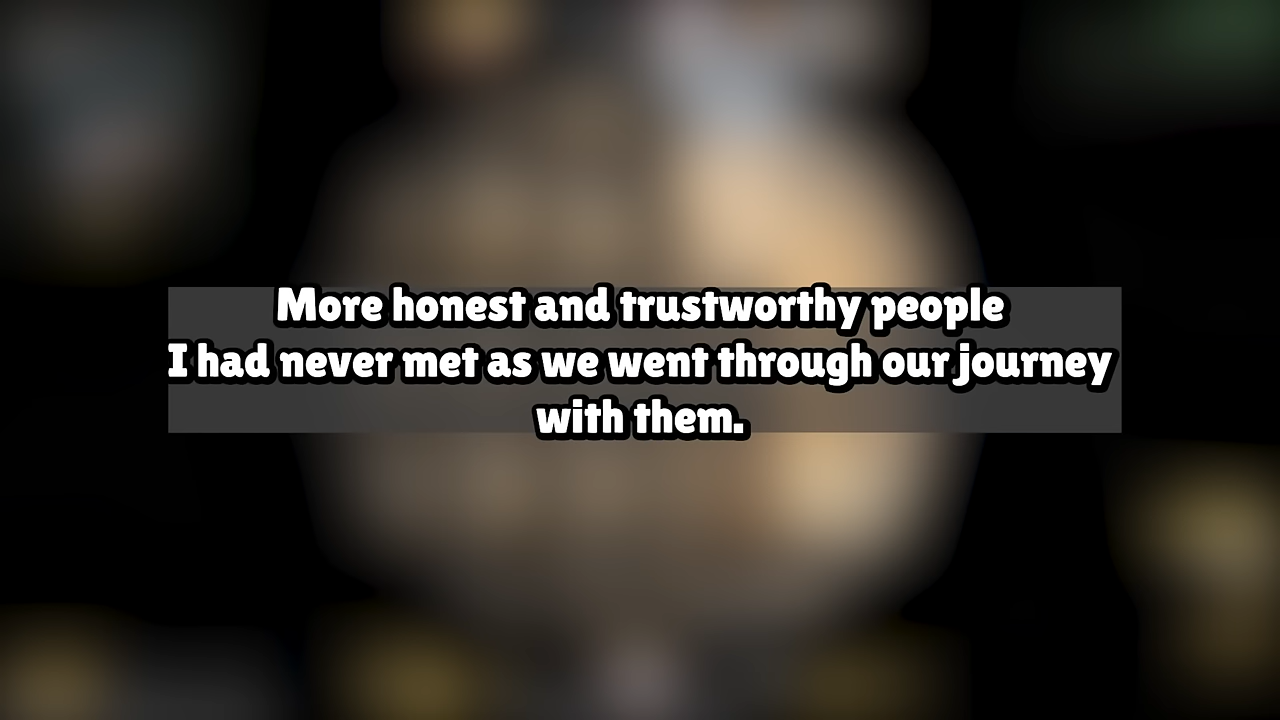 More honest and trustworthy people
I had never met as we went through our journey
with them.